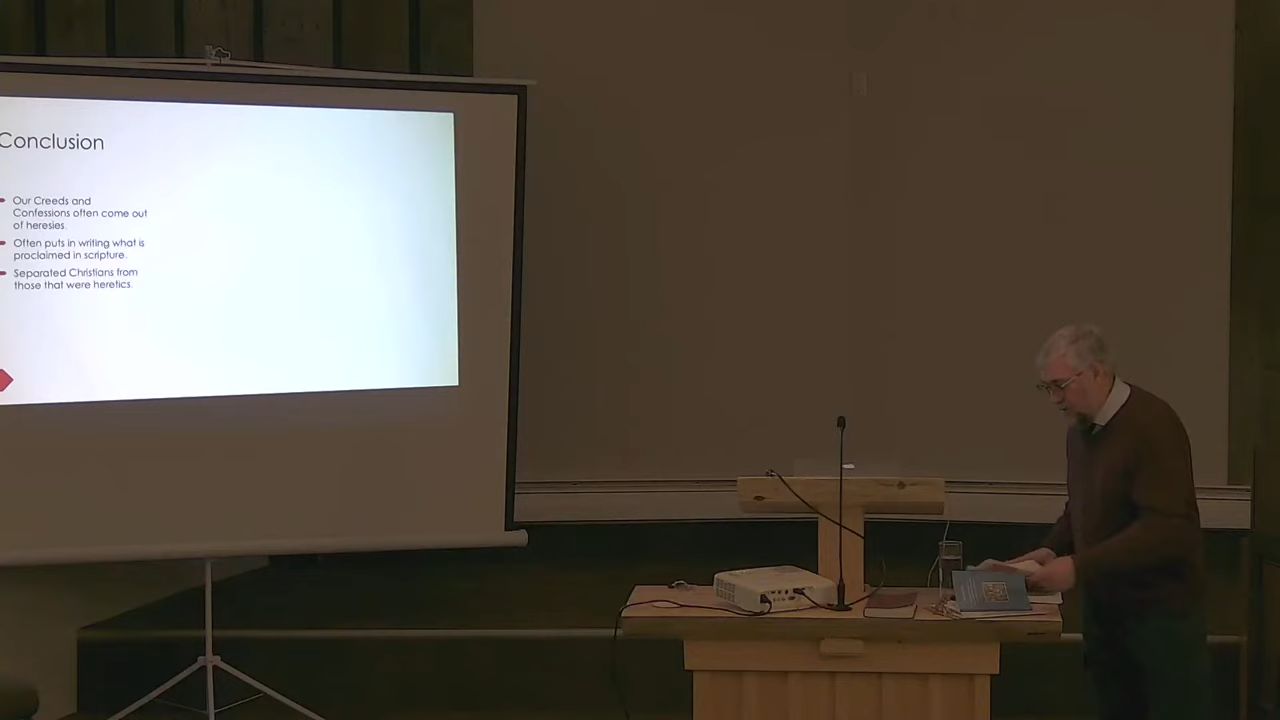 Conclusion
Our Creeds and
Confessions often come out
of heresies.
Often puts in writing what is
proclaimed in scripture.
Separated Christians from
those that were heretics.